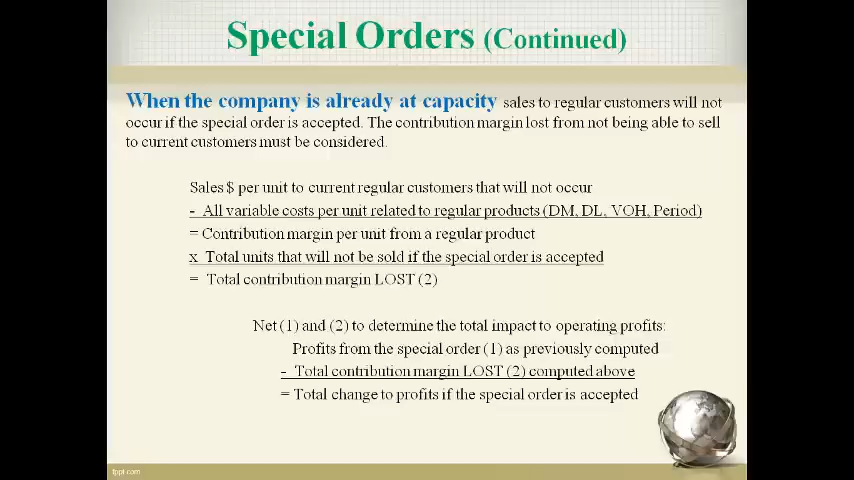 Special Orders (Continued)
When the company is already at capacity sales to regular customers will not
occur if the special order is accepted. The contribution margin lost from not being able to sell
to current customers must be considered.
Sales $ per unit to current regular customers that will not occur
- All variable costs per unit related to regular products (DM, DL, VOH, Period)
= Contribution margin per unit from a regular product
x Total units that will not be sold if the special order is accepted
= Total contribution margin LOST (2)
Net (1) and (2) to determine the total impact to operating profits:
Profits from the special order (1) as previously computed
- Total contribution margin LOST (2) computed above
= Total change to profits if the special order is accepted
fppt.com